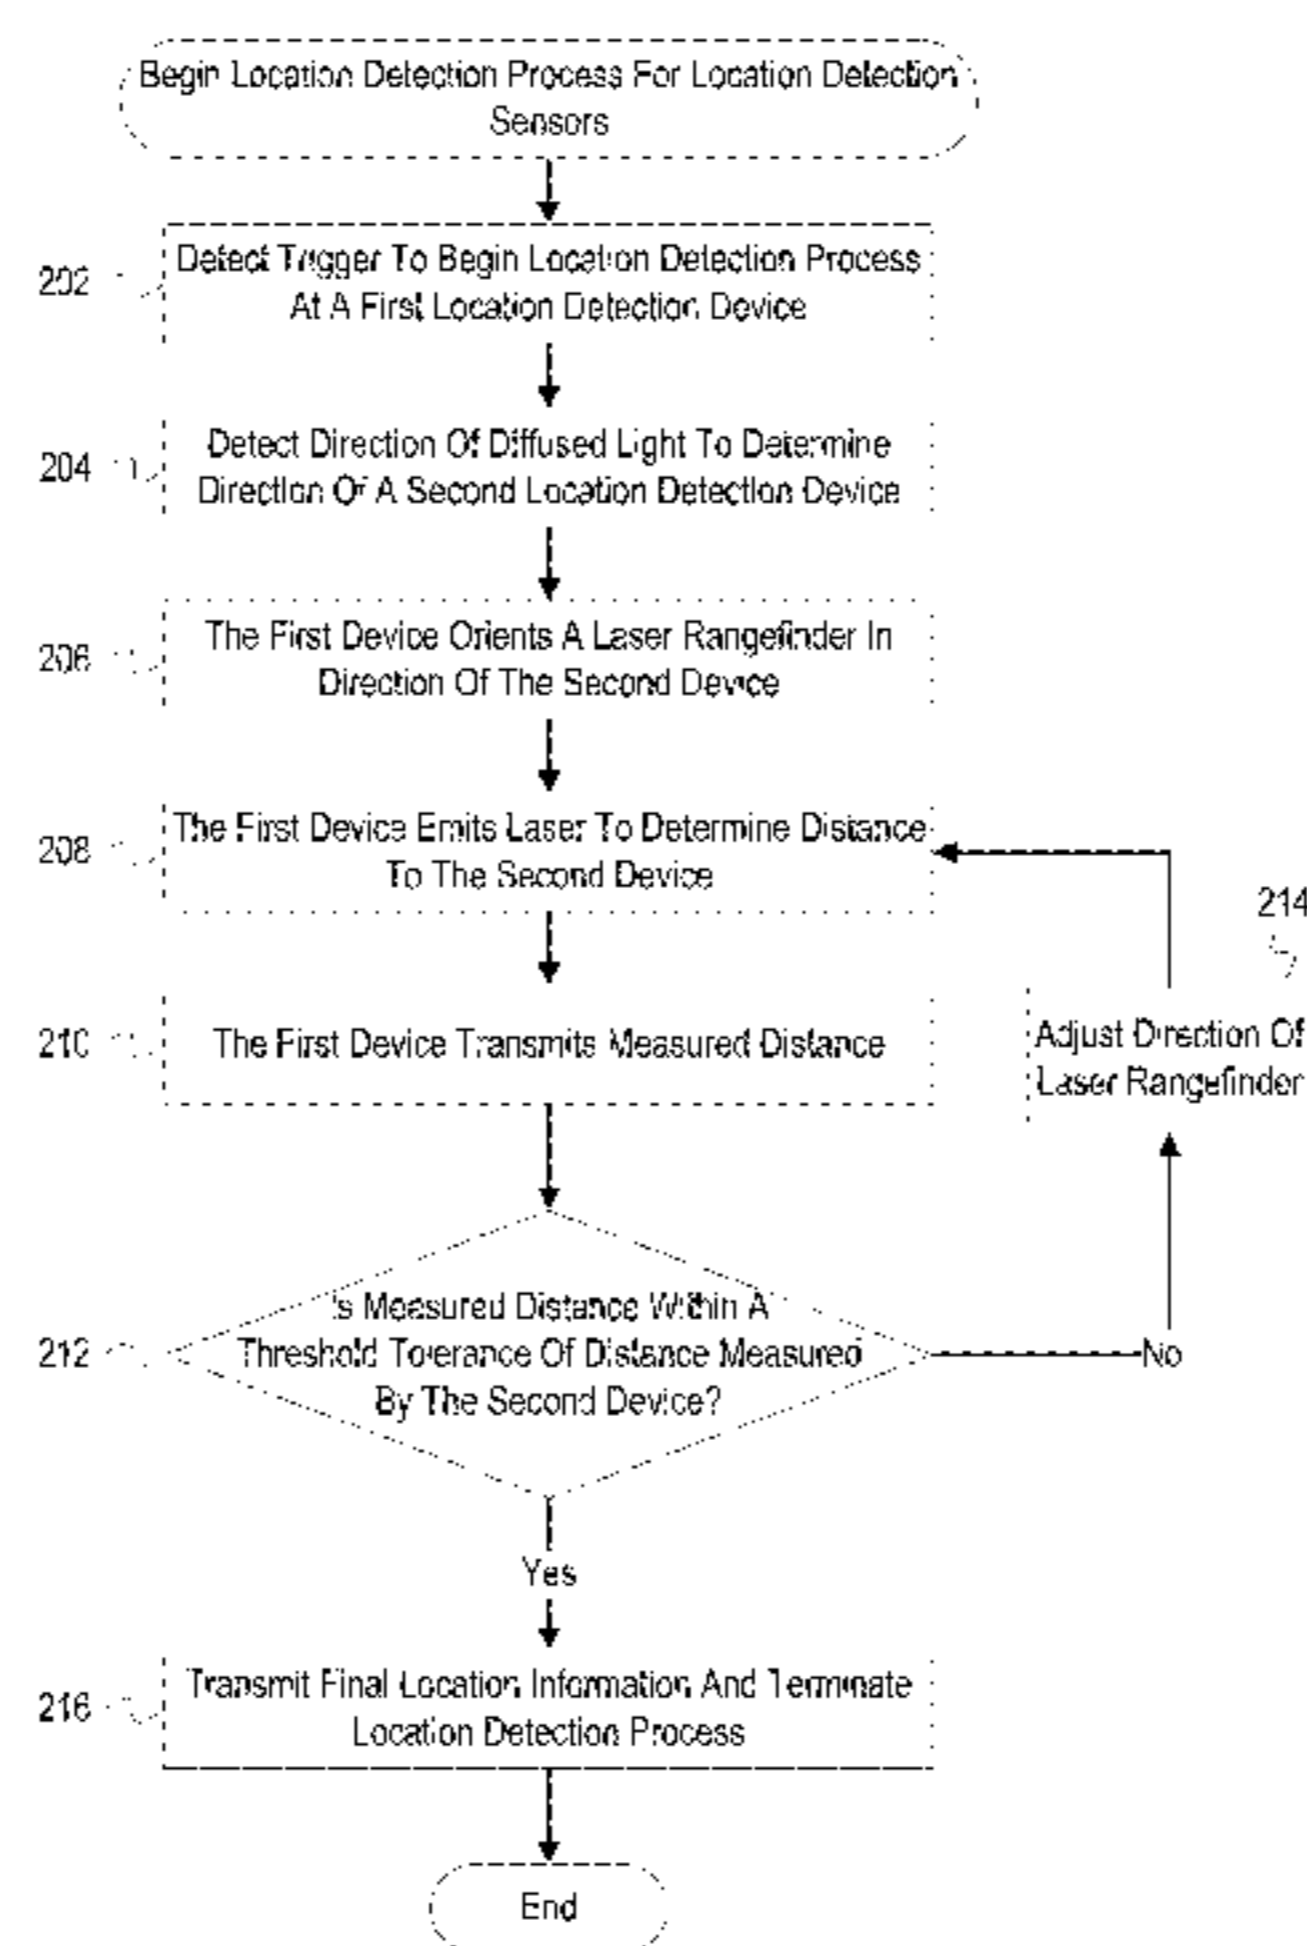 Begin Location Detection Process For Location Detection
Sensors
202
Detect Trigger To Begin Location Detection Process
At A First Location Detection Device
204
Detect Direction Of Diffused Light To Determine
Direction Of A Second Location Detection Device
206
The First Device Orients A Laser Rangefinder In
Direction Of The Second Device
208
The First Device Emits Laser To Determine Distance
To The Second Device
214
210
The First Device Transmits Measured Distance
Adjust Direction Of
Laser Rangefinder
212
Is Measured Distance Within A
Threshold Tolerance Of Distance Measured
By The Second Device?
No
Yes
216
Transmit Final Location Information And Terminate
Location Detection Process
End